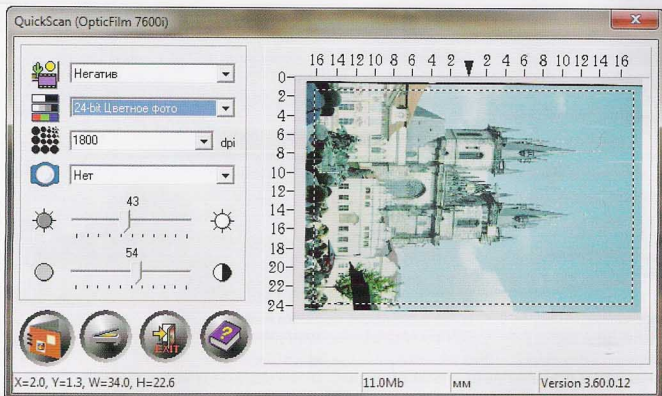 QuickScan (OpticFilm 7600i)
Негатив
24-bit Цветное фото
1800 dpi
Нет
43
54
EXIT
16 14 12 10 8 6 4 2 2 4 6 8 10 12 14 16
0
2
4
6
8
10
12
14
16
18
20
22
24
X=2.0, Y=1.3, W=34.0, H=22.6
11.0Mb
мм
Version 3.60.0.12